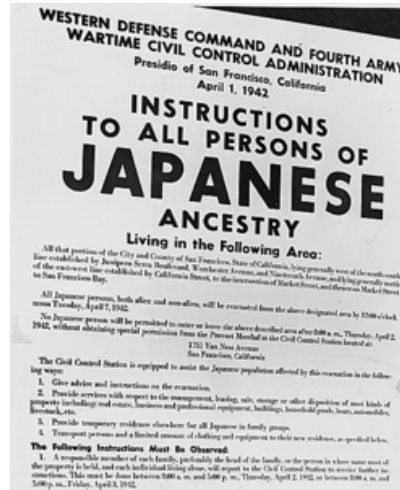 WESTERN DEFENSE COMMAND AND FOURTH ARMY
WARTIME CIVIL CONTROL ADMINISTRATION
Presidio of San Francisco, California
April 1, 1942
INSTRUCTIONS
TO ALL PERSONS OF
JAPANESE
ANCESTRY
Living in the Following Area:
All that portion of the City and County of San Francisco, State of California, lying generally west of the north-south
line established by Junipero Serra Boulevard, Worchester Avenue, and Nineteenth Avenue, and lying generally north
of the east-west line established by California Street, to the intersection of Market Street, and thence on Market Street
to San Francisco Bay.
All Japanese persons, both alien and non-alien, will be evacuated from the above designated area by 12:00 o'clock
noon Tuesday, April 7, 1942.
No Japanese person will be permitted to enter or leave the above described area after 8:00 a. m., Thursday, April 2,
1942, without obtaining special permission from the Provost Marshal at the Civil Control Station located at:
1701 Van Ness Avenue
San Francisco, California
The Civil Control Station is equipped to assist the Japanese population affected by this evacuation in the follow-
ing ways:
1. Give advice and instructions on the evacuation.
2. Provide services with respect to the management, leasing, sale, storage or other disposition of most kinds of
property including: real estate, business and professional equipment, buildings, household goods, boats, automobiles,
livestock, etc.
3. Provide temporary residence elsewhere for all Japanese in family groups.
4. Transport persons and a limited amount of clothing and equipment to their new residence, as specified below.
The Following Instructions Must Be Observed:
1. A responsible member of each family, preferably the head of the family, or the person in whose name most of
the property is held, and each individual living alone, will report to the Civil Control Station to receive further in-
structions. This must be done between 8:00 a. m. and 5:00 p. m., Thursday, April 2, 1942, or between 8:00 a. m. and
5:00 p. m., Friday, April 3, 1942.